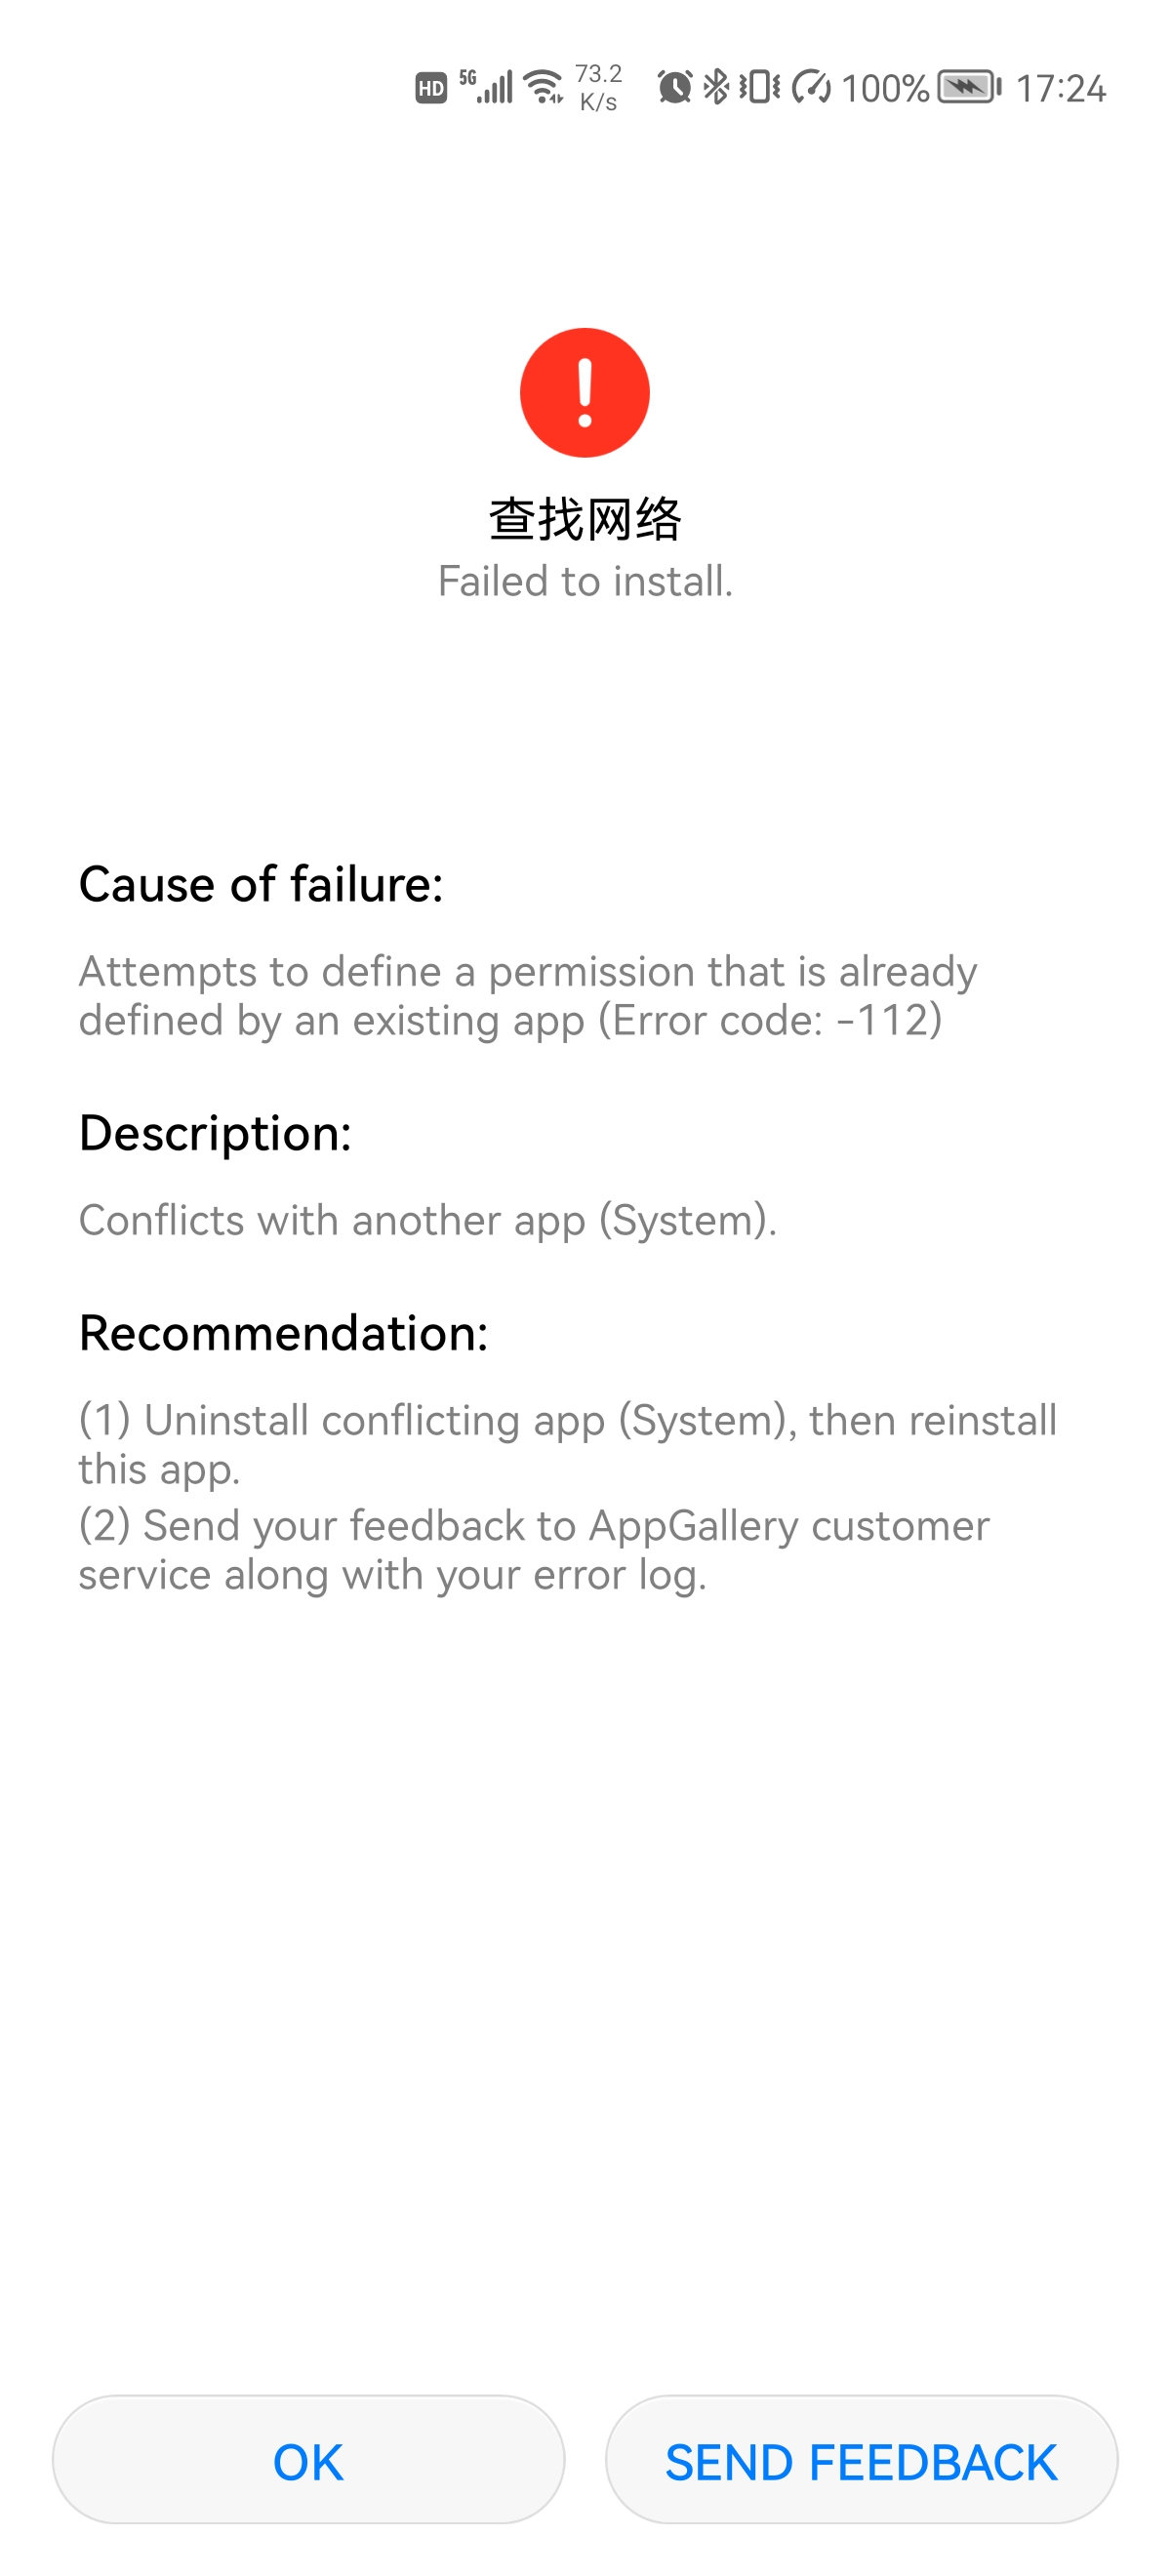 HD 5G 73.2 K/s 100% 17:24
查找网络
Failed to install.
Cause of failure:
Attempts to define a permission that is already
defined by an existing app (Error code: -112)
Description:
Conflicts with another app (System).
Recommendation:
(1) Uninstall conflicting app (System), then reinstall
this app.
(2) Send your feedback to AppGallery customer
service along with your error log.
OK SEND FEEDBACK